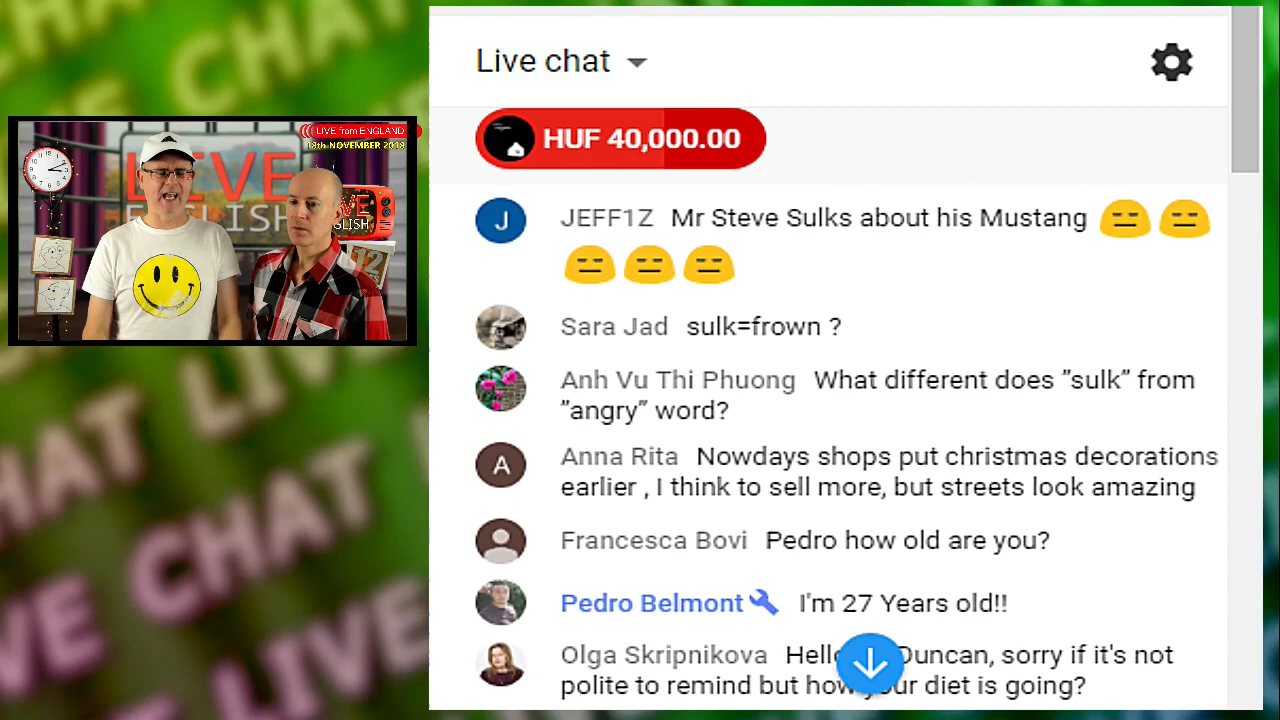 LIVE from ENGLAND
18th NOVEMBER 2018
LIVE
ENGLISH
12
CHAT
LIVE CHAT
Live chat
HUF 40,000.00
JEFF1Z Mr Steve Sulks about his Mustang 😑😑
😑😑😑
Sara Jad sulk=frown ?
Anh Vu Thi Phuong What different does ”sulk” from
”angry” word?
A Anna Rita Nowdays shops put christmas decorations
earlier , I think to sell more, but streets look amazing
Francesca Bovi Pedro how old are you?
Pedro Belmont I'm 27 Years old!!
Olga Skripnikova Duncan, sorry if it's not
polite to remind but how your diet is going?